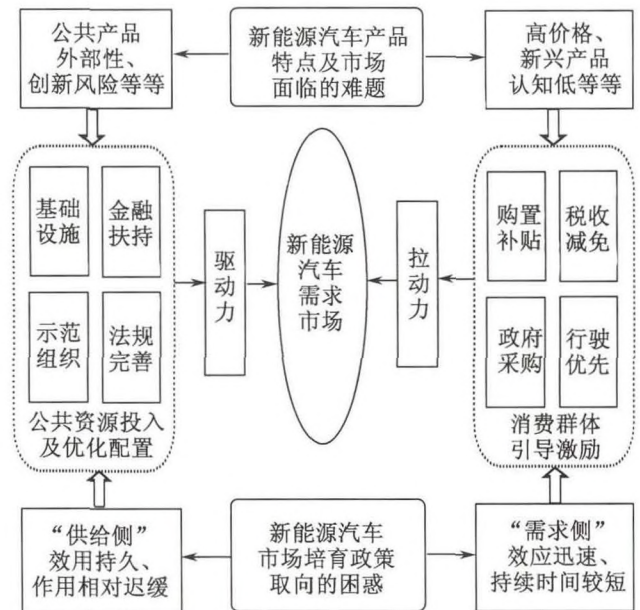 公共产品
外部性、
创新风险等等
新能源汽车产品
特点及市场
面临的难题
高价格、
新兴产品
认知低等等
基础
设施
金融
扶持
示范
组织
法规
完善
公共资源投入
及优化配置
驱
动
力
新能源
汽车
需求
市场
拉
动
力
购置
补贴
税收
减免
政府
采购
行驶
优先
消费群体
引导激励
“供给侧”
效用持久、
作用相对迟缓
新能源汽车
市场培育政策
取向的困惑
“需求侧”
效应迅速、
持续时间较短